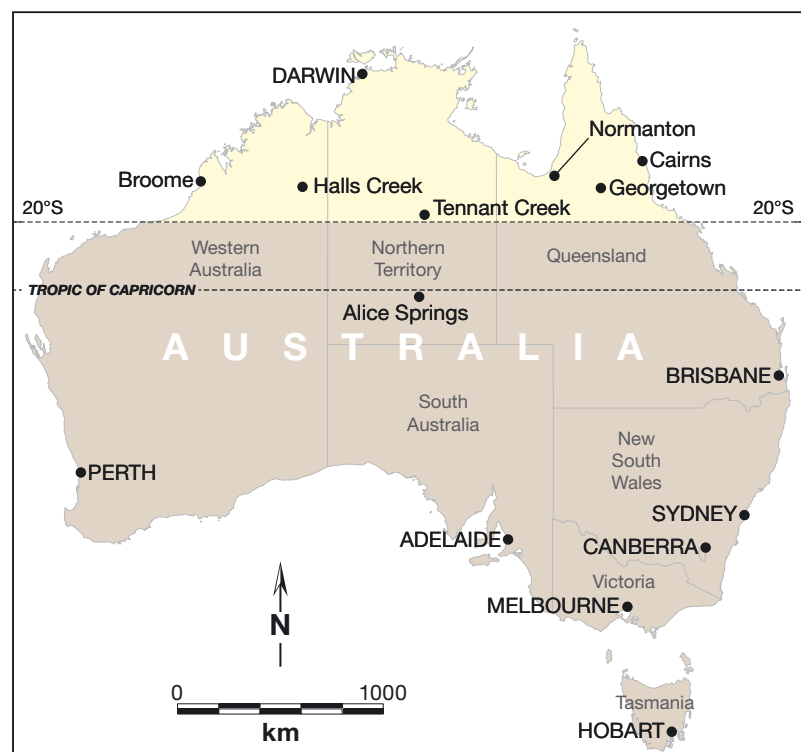 DARWIN
Normanton
Cairns
Broome
Halls Creek
Georgetown
20°S
Tennant Creek
20°S
Western
Australia
Northern
Territory
Queensland
TROPIC OF CAPRICORN
Alice Springs
AUSTRALIA
BRISBANE
South
Australia
New
South
Wales
PERTH
SYDNEY
ADELAIDE
CANBERRA
Victoria
MELBOURNE
N
0 1000
km
Tasmania
HOBART